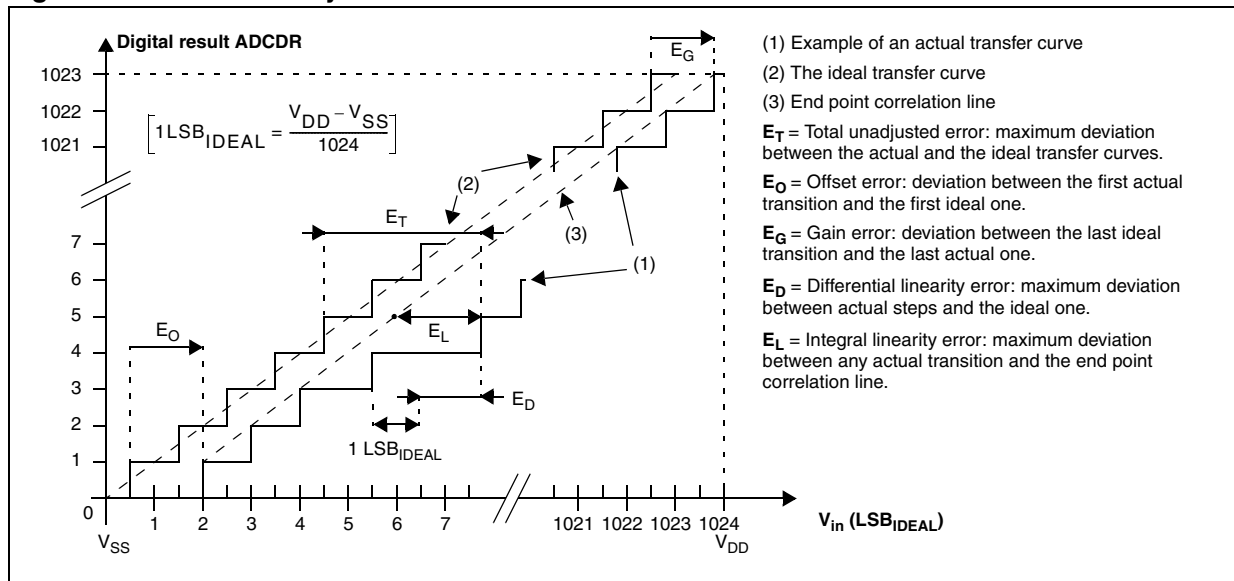 Digital result ADCDR
1023
1022
1021
7
6
5
4
3
2
1
0
[1LSB_IDEAL = (V_DD – V_SS) / 1024]
E_G
(2)
E_T
(3)
(1)
E_O
E_L
E_D
1 LSB_IDEAL
1 2 3 4 5 6 7 1021 1022 1023 1024
V_SS
V_DD
V_in (LSB_IDEAL)
(1)  Example of an actual transfer curve
(2)  The ideal transfer curve
(3)  End point correlation line
E_T = Total unadjusted error: maximum deviation
between the actual and the ideal transfer curves.
E_O = Offset error: deviation between the first actual
transition and the first ideal one.
E_G = Gain error: deviation between the last ideal
transition and the last actual one.
E_D = Differential linearity error: maximum deviation
between actual steps and the ideal one.
E_L = Integral linearity error: maximum deviation
between any actual transition and the end point
correlation line.